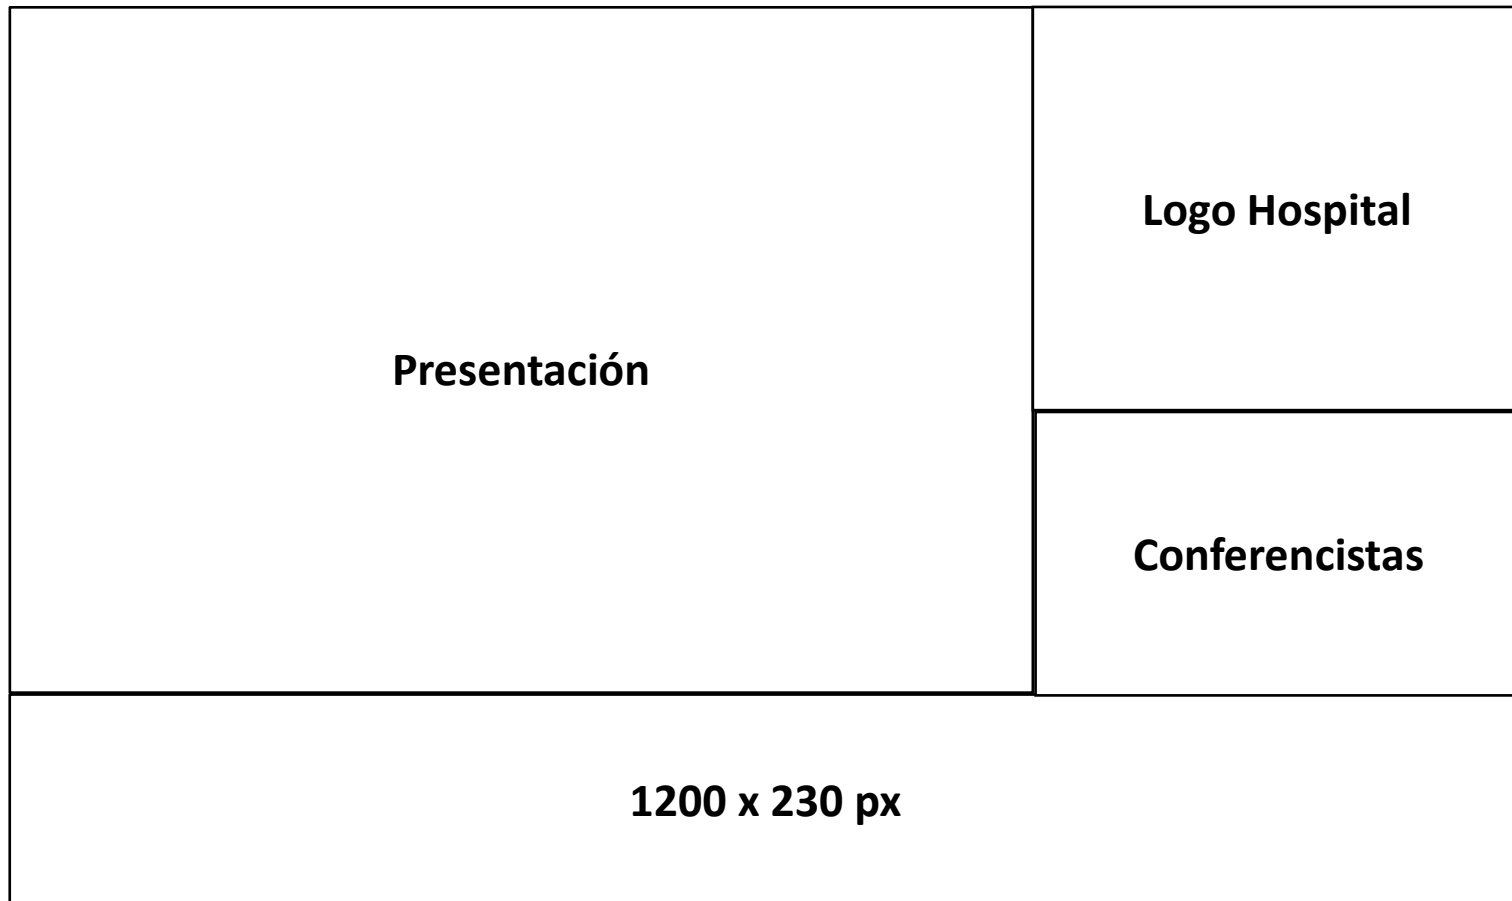 Logo Hospital
Presentación
Conferencistas
1200 x 230 px